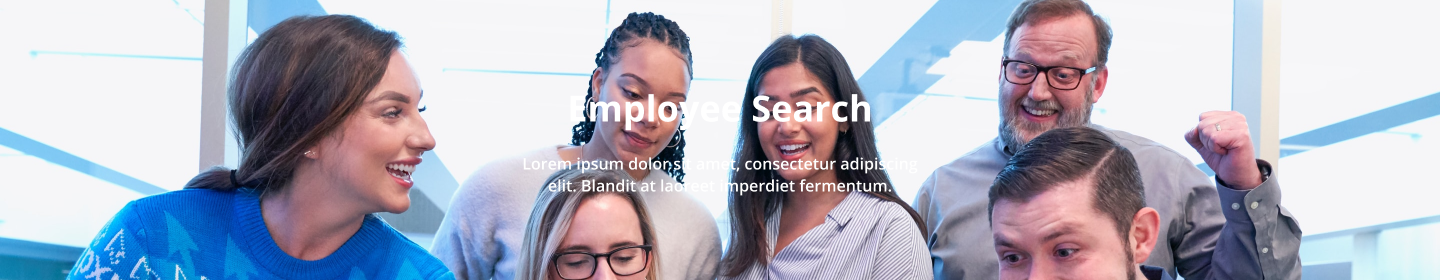 Employee Search
Lorem ipsum dolor sit amet, consectetur adipiscing
elit. Blandit at laoreet imperdiet fermentum.